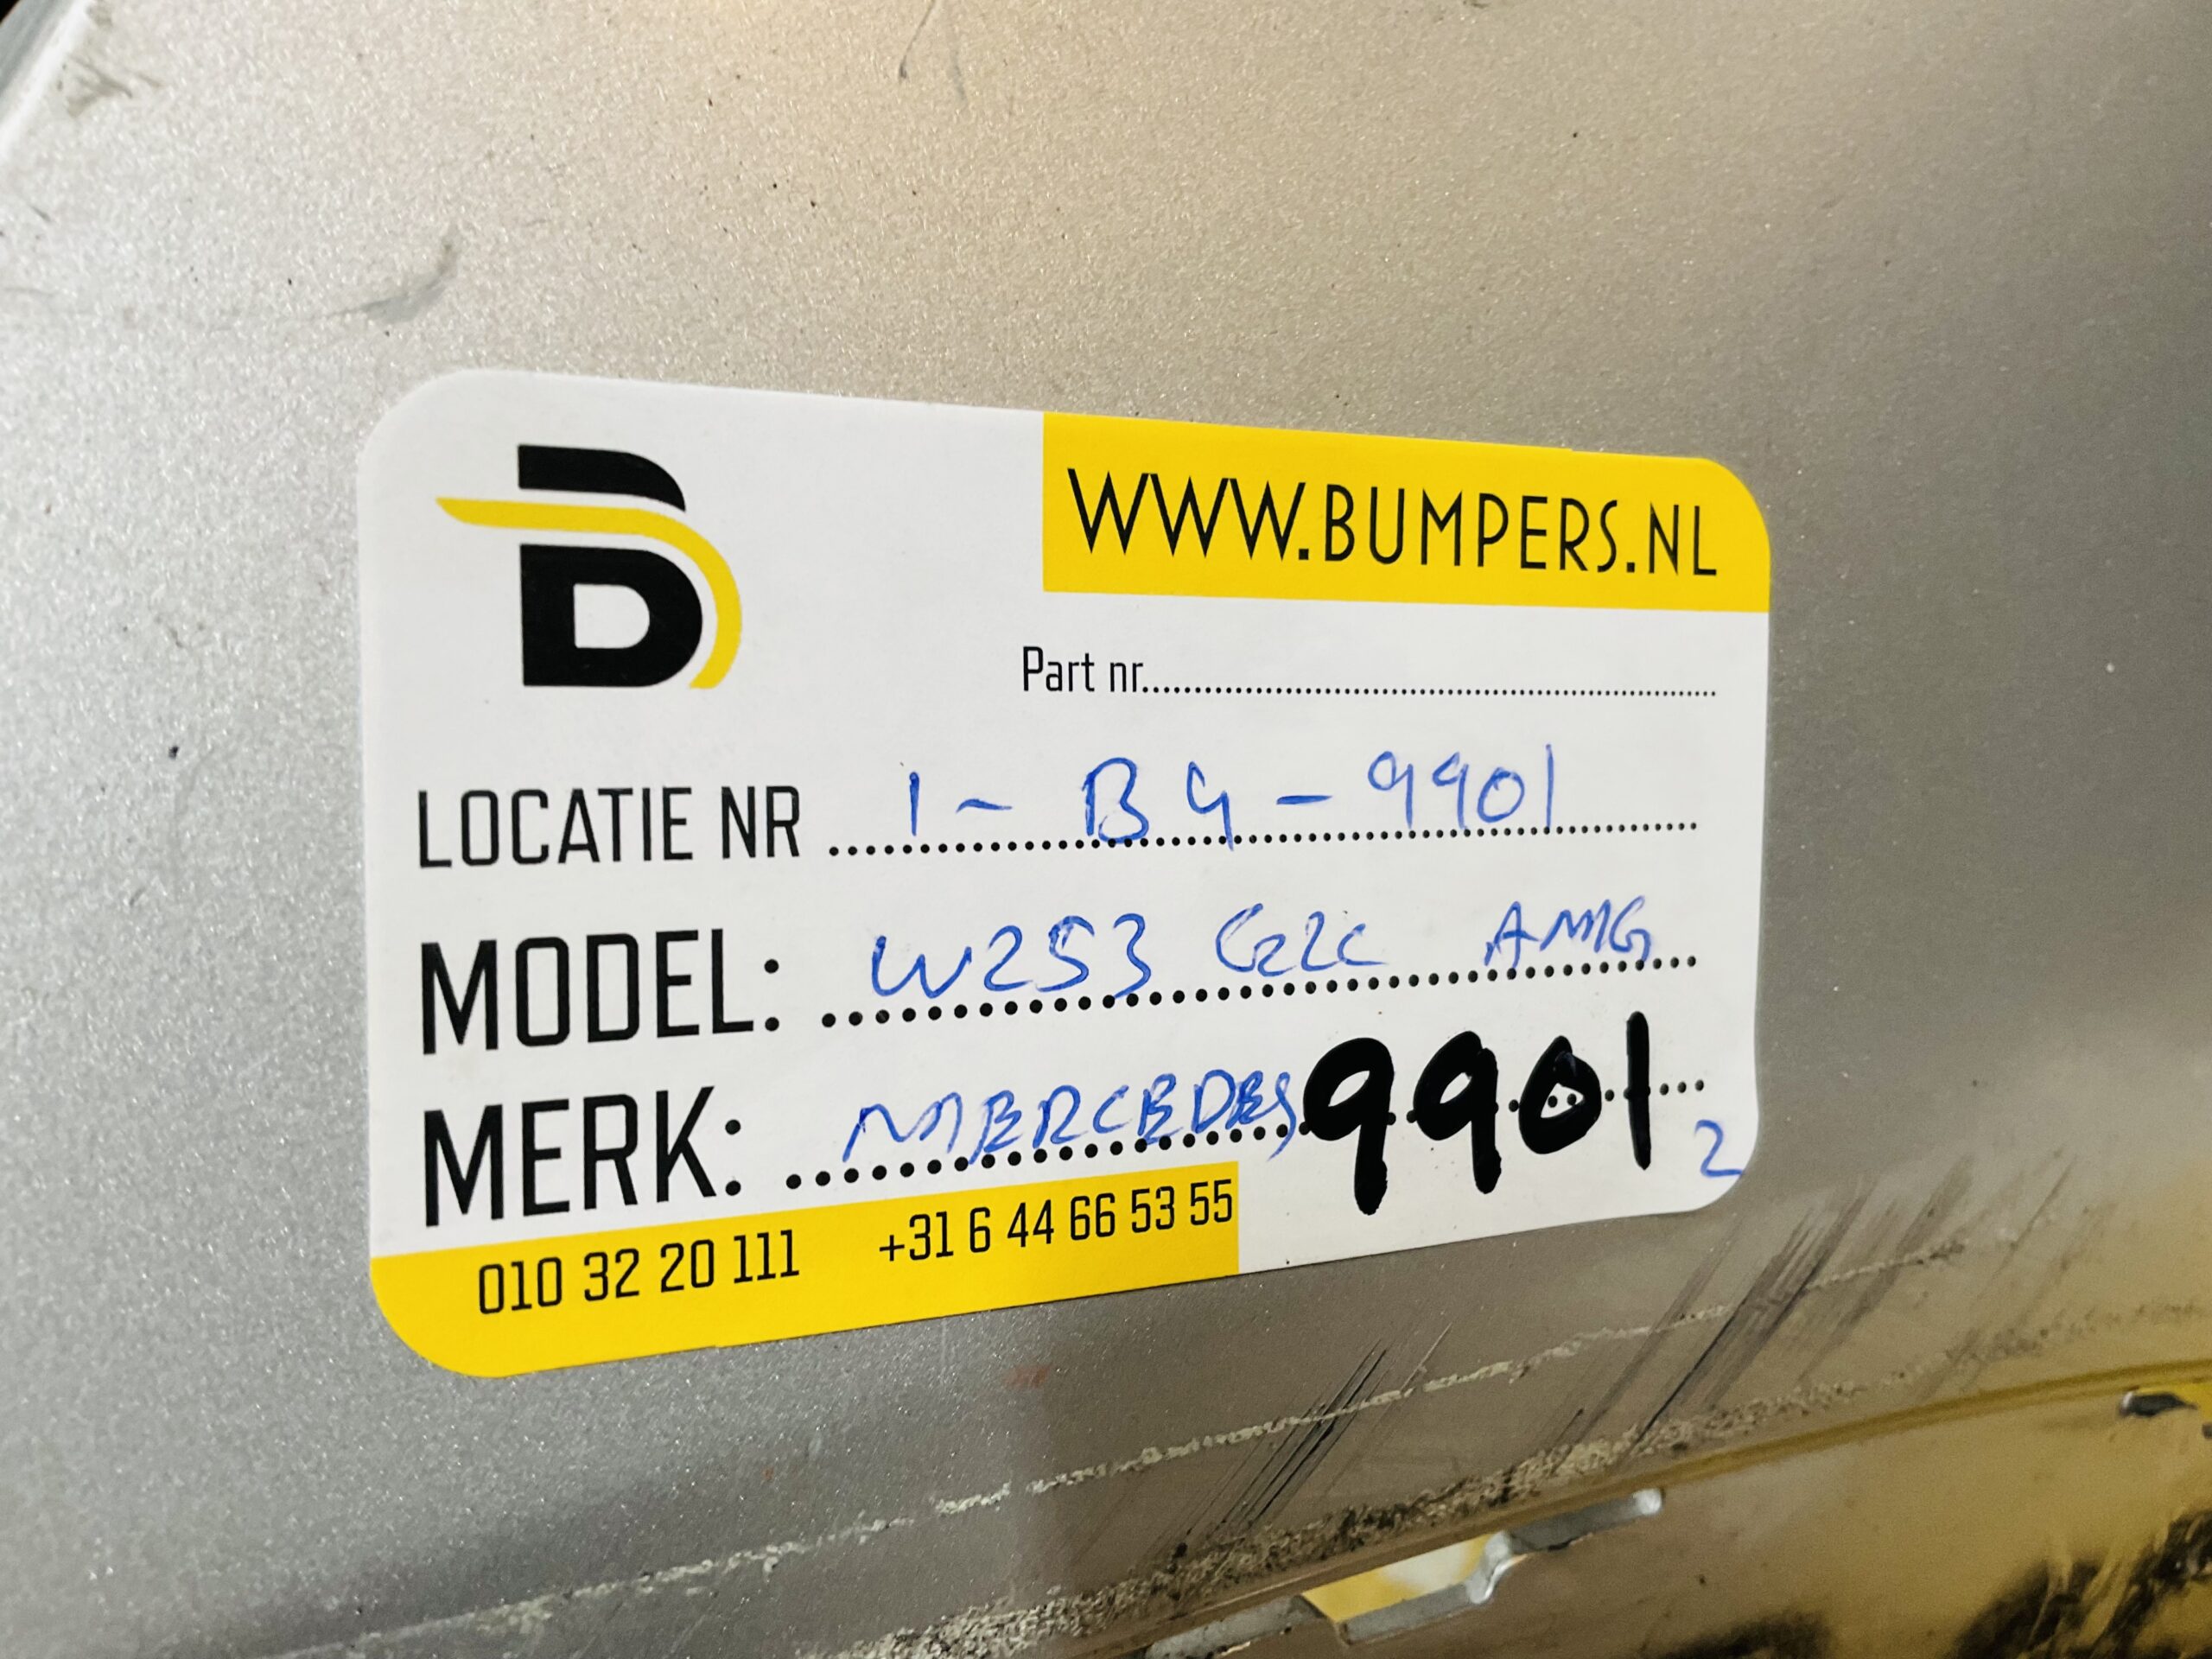 B
WWW.BUMPERS.NL
Part nr.
LOCATIE NR 1 - B4 - 9901
MODEL: W253 GLC AMG
MERK: MERCEDES 9901 2
010 32 20 111 +31 6 44 66 53 55